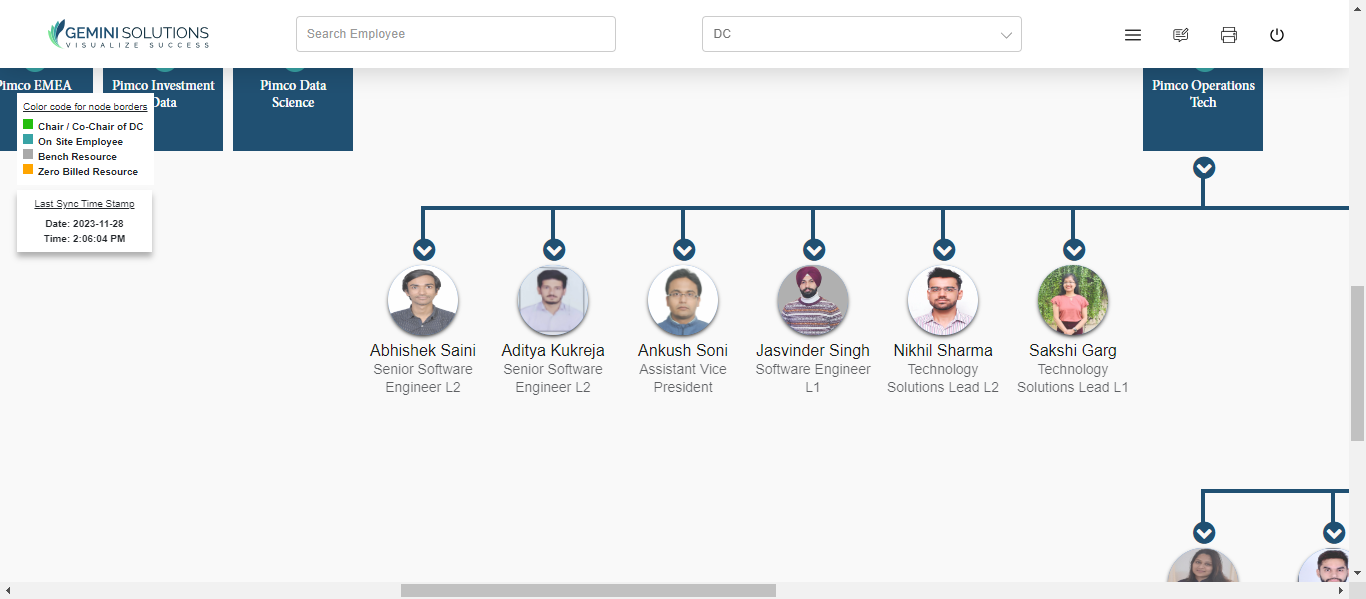 GEMINI SOLUTIONS
VISUALIZE SUCCESS
Search Employee
DC
Pimco EMEA
Pimco Investment
Data
Pimco Data
Science
Pimco Operations
Tech
Color code for node borders
Chair / Co-Chair of DC
On Site Employee
Bench Resource
Zero Billed Resource
Last Sync Time Stamp
Date: 2023-11-28
Time: 2:06:04 PM
Abhishek Saini
Senior Software
Engineer L2
Aditya Kukreja
Senior Software
Engineer L2
Ankush Soni
Assistant Vice
President
Jasvinder Singh
Software Engineer
L1
Nikhil Sharma
Technology
Solutions Lead L2
Sakshi Garg
Technology
Solutions Lead L1